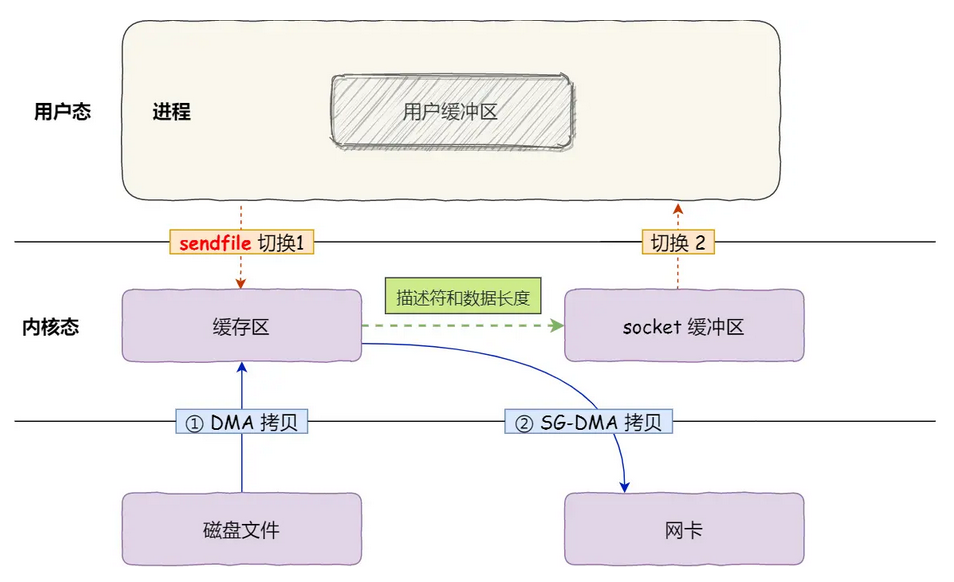 用户态
进程
用户缓冲区
sendfile 切换1
切换 2
内核态
缓存区
描述符和数据长度
socket 缓冲区
① DMA 拷贝
② SG-DMA 拷贝
磁盘文件
网卡